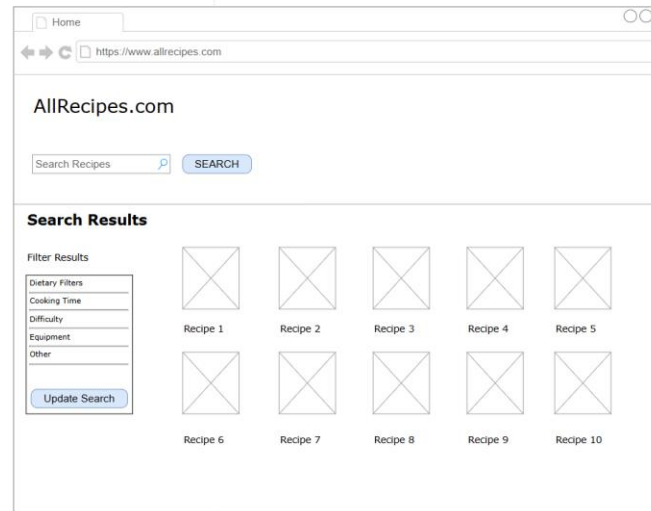 Home
https://www.allrecipes.com
AllRecipes.com
Search Recipes
SEARCH
Search Results
Filter Results
Dietary Filters
Cooking Time
Difficulty
Equipment
Other
Update Search
Recipe 1 Recipe 2 Recipe 3 Recipe 4 Recipe 5
Recipe 6 Recipe 7 Recipe 8 Recipe 9 Recipe 10